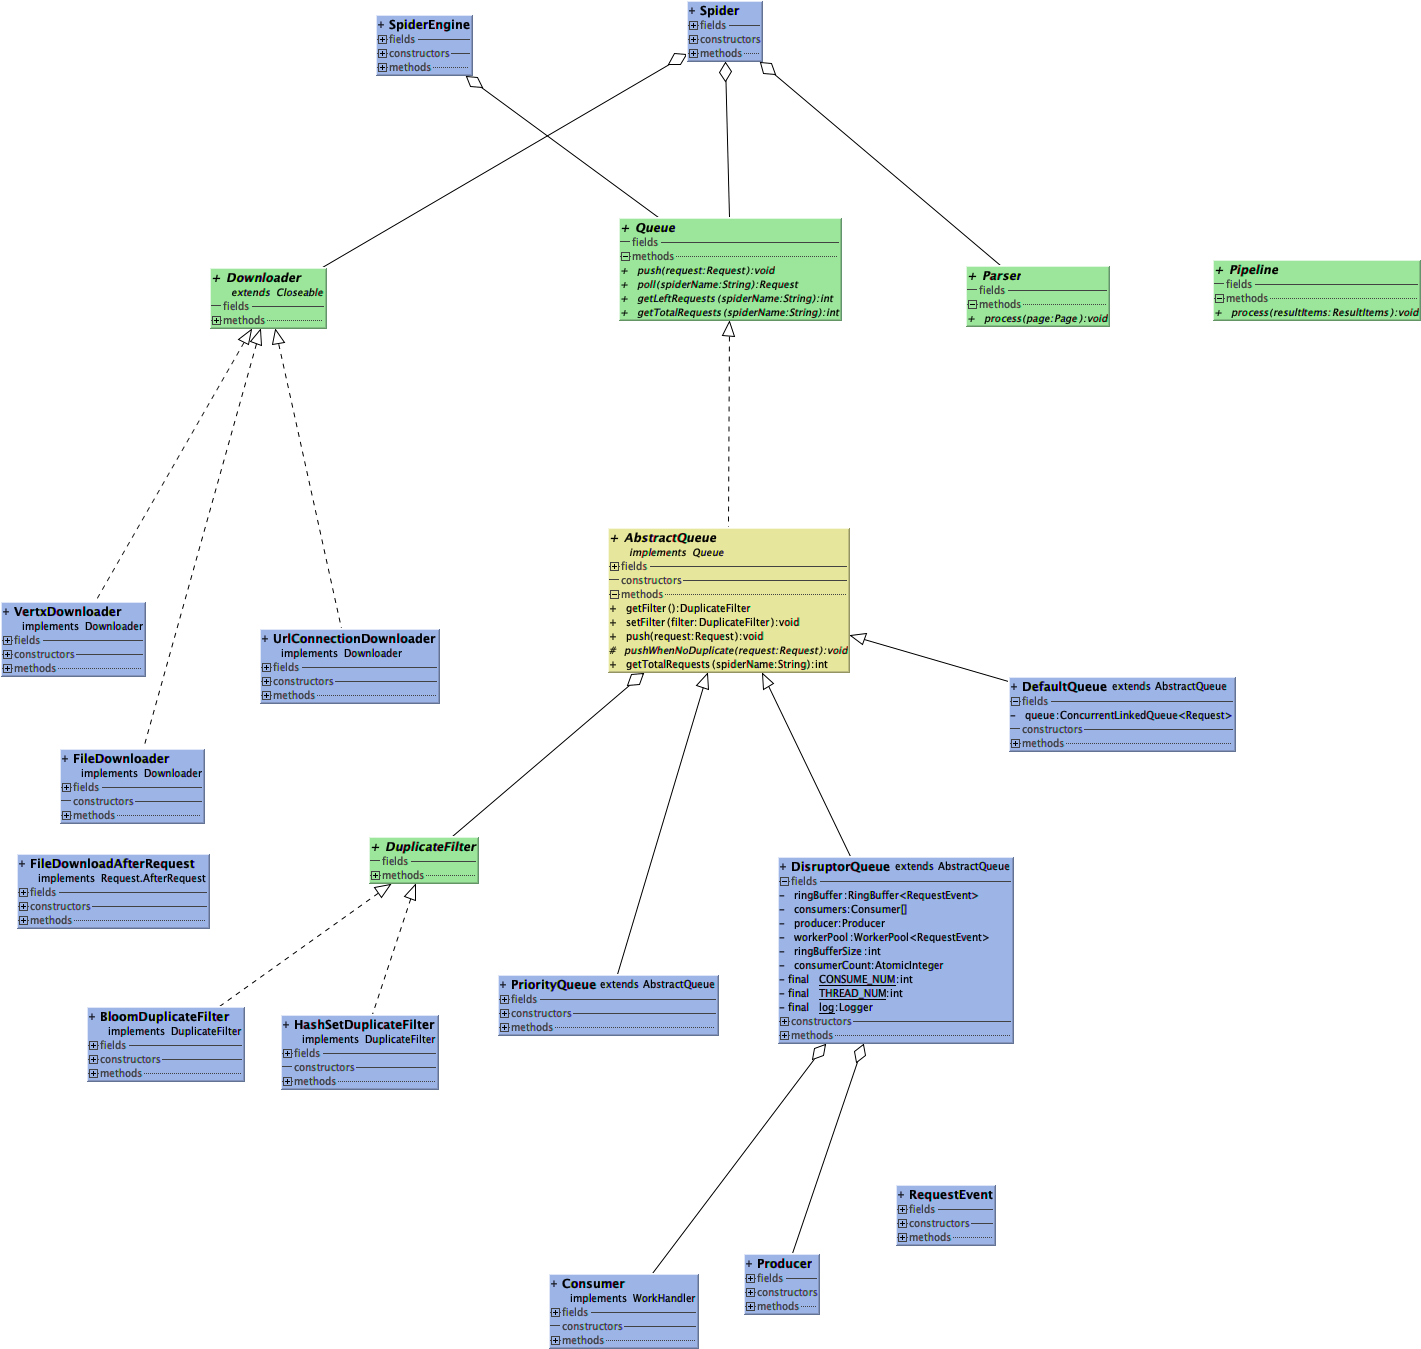 + SpiderEngine
fields
constructors
methods
+ Spider
fields
constructors
methods
+ Queue
fields
methods
+ push(request:Request):void
+ poll(spiderName:String):Request
+ getLeftRequests(spiderName:String):int
+ getTotalRequests(spiderName:String):int
+ Downloader
extends Closeable
fields
methods
+ Parser
fields
methods
+ process(page:Page):void
+ Pipeline
fields
methods
+ process(resultItems:ResultItems):void
+ AbstractQueue
implements Queue
fields
constructors
methods
+ getFilter():DuplicateFilter
+ setFilter(filter:DuplicateFilter):void
+ push(request:Request):void
# pushWhenNoDuplicate(request:Request):void
+ getTotalRequests(spiderName:String):int
+ VertxDownloader
implements Downloader
fields
constructors
methods
+ UrlConnectionDownloader
implements Downloader
fields
constructors
methods
+ DefaultQueue extends AbstractQueue
fields
- queue:ConcurrentLinkedQueue<Request>
constructors
methods
+ FileDownloader
implements Downloader
fields
constructors
methods
+ DuplicateFilter
fields
methods
+ FileDownloadAfterRequest
implements Request.AfterRequest
fields
constructors
methods
+ DisruptorQueue extends AbstractQueue
fields
- ringBuffer:RingBuffer<RequestEvent>
- consumers:Consumer[]
- producer:Producer
- workerPool:WorkerPool<RequestEvent>
- ringBufferSize:int
- consumerCount:AtomicInteger
- final CONSUME_NUM:int
- final THREAD_NUM:int
- final log:Logger
constructors
methods
+ PriorityQueue extends AbstractQueue
fields
constructors
methods
+ BloomDuplicateFilter
implements DuplicateFilter
fields
constructors
methods
+ HashSetDuplicateFilter
implements DuplicateFilter
fields
constructors
methods
+ RequestEvent
fields
constructors
methods
+ Producer
fields
constructors
methods
+ Consumer
implements WorkHandler
fields
constructors
methods